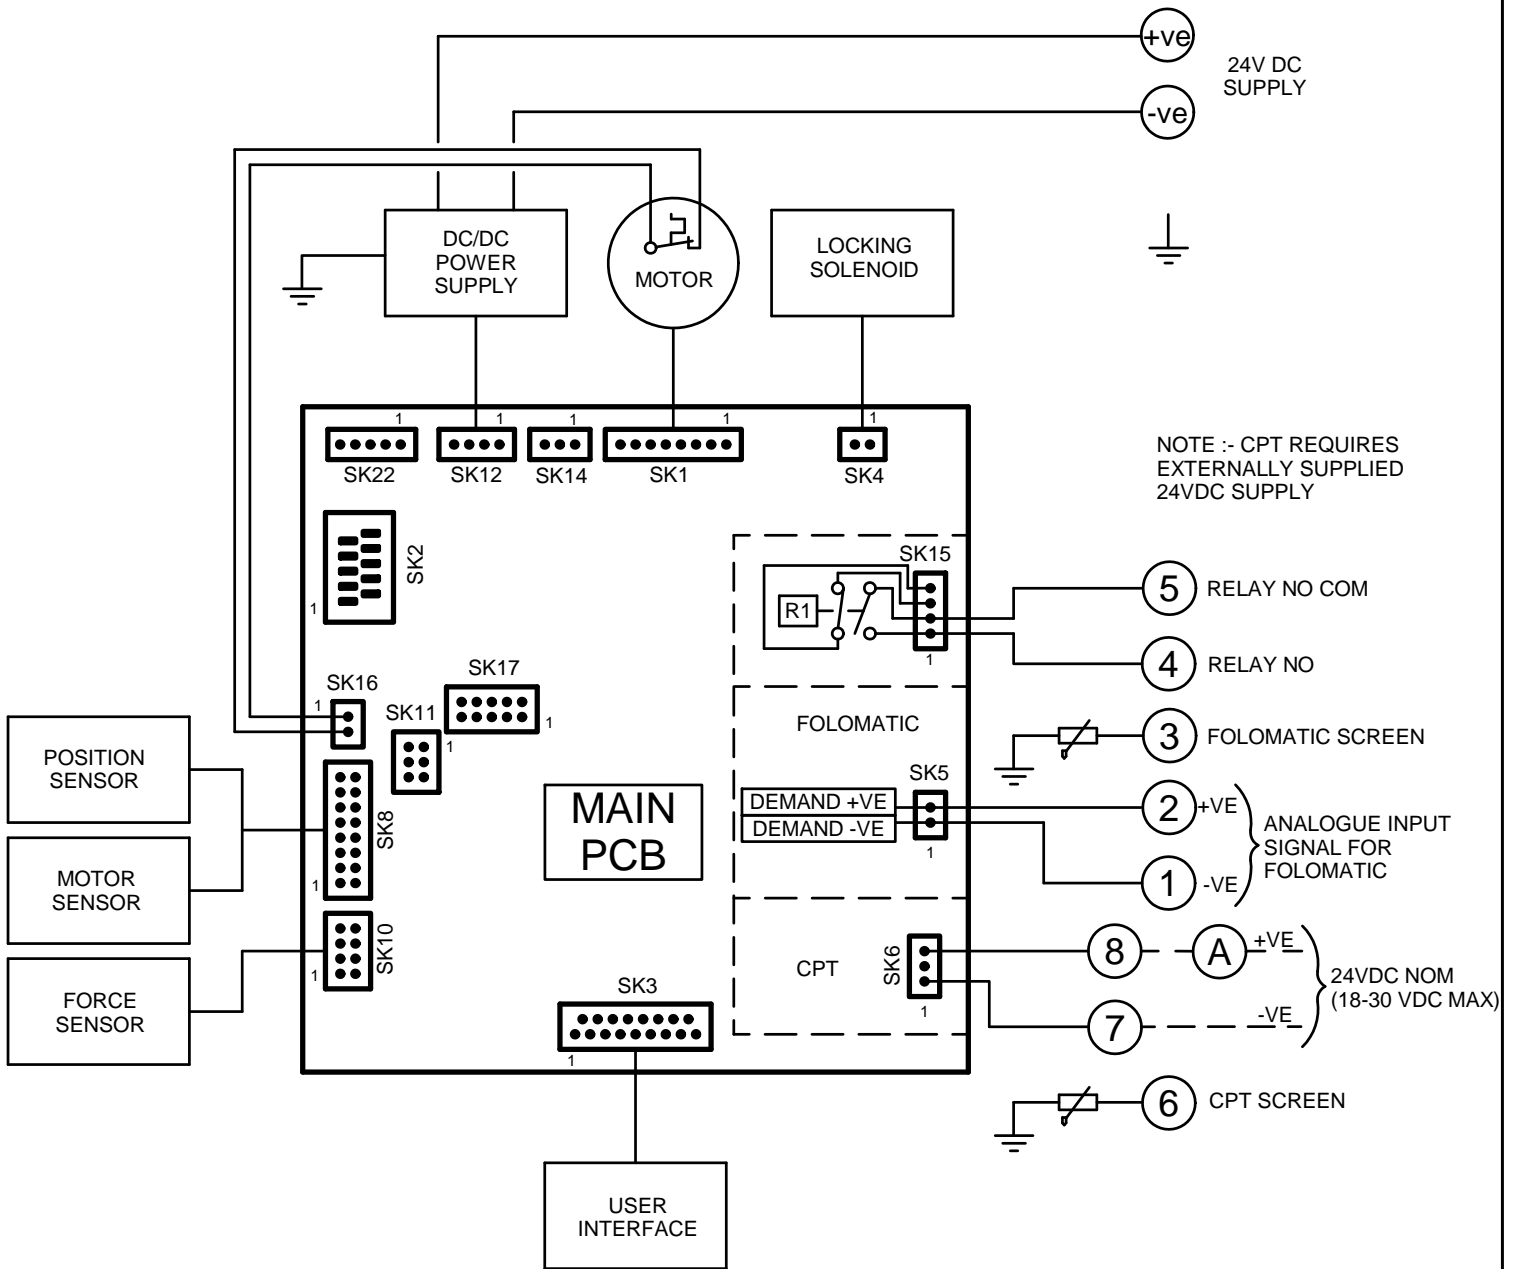 +ve
24V DC
SUPPLY
-ve
DC/DC
POWER
SUPPLY
MOTOR
LOCKING
SOLENOID
1
1
1
1
1
SK22
SK12
SK14
SK1
SK4
NOTE :- CPT REQUIRES
EXTERNALLY SUPPLIED
24VDC SUPPLY
SK2
1
SK15
R1
1
5
RELAY NO COM
4
RELAY NO
SK16
1
SK17
1
SK11
1
FOLOMATIC
3
FOLOMATIC SCREEN
POSITION
SENSOR
SK8
1
MAIN
PCB
SK5
DEMAND +VE
DEMAND -VE
1
2
+VE
1
-VE
ANALOGUE INPUT
SIGNAL FOR
FOLOMATIC
MOTOR
SENSOR
SK10
1
CPT
SK6
1
8
A
+VE
7
-VE
24VDC NOM
(18-30 VDC MAX)
FORCE
SENSOR
SK3
1
6
CPT SCREEN
USER
INTERFACE